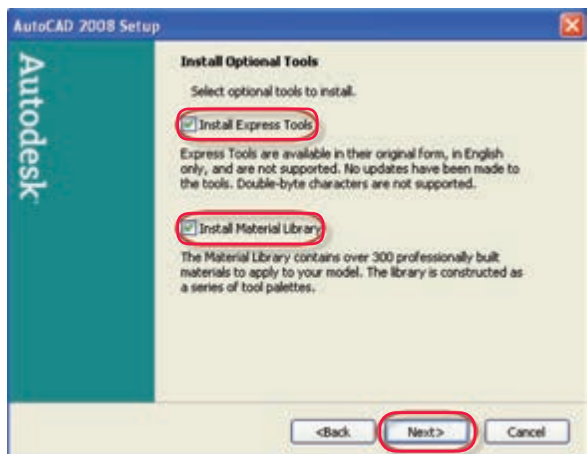 AutoCAD 2008 Setup
Autodesk
Install Optional Tools
Select optional tools to install.
Install Express Tools
Express Tools are available in their original form, in English
only, and are not supported. No updates have been made to
the tools. Double-byte characters are not supported.
Install Material Library
The Material Library contains over 300 professionally built
materials to apply to your model. The library is constructed as
a series of tool palettes.
<Back
Next>
Cancel